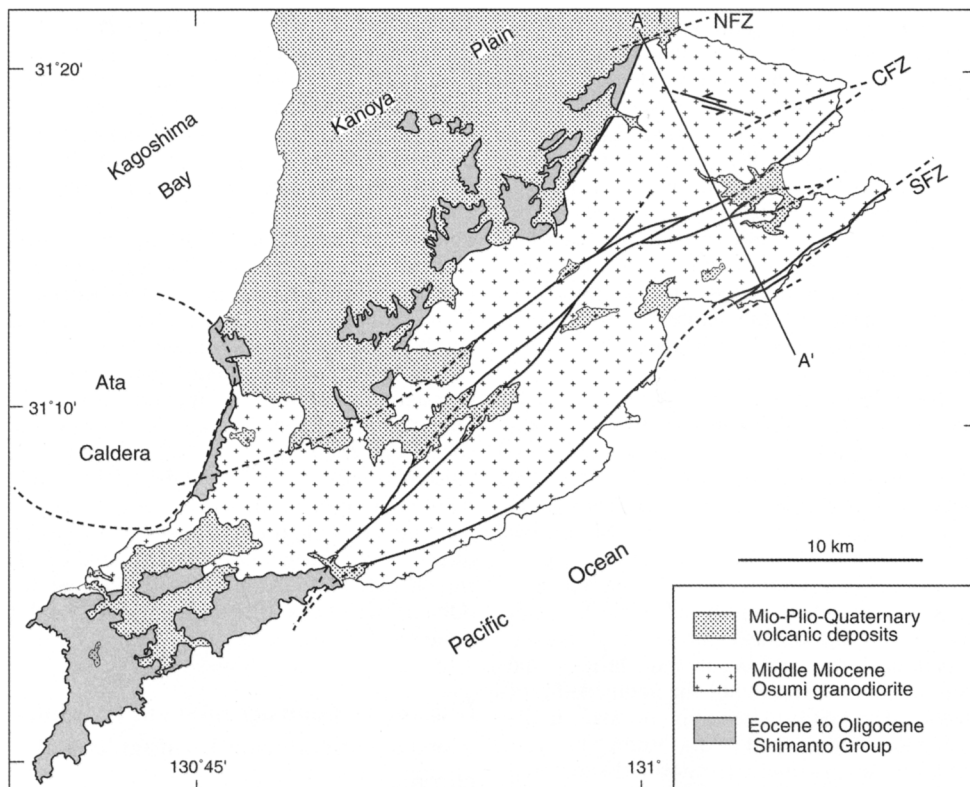 A
NFZ
Plain
31°20'
CFZ
Kanoya
Kagoshima
Bay
SFZ
A'
Ata
31°10'
Caldera
10 km
Ocean
Pacific
Mio-Plio-Quaternary
volcanic deposits
Middle Miocene
Osumi granodiorite
Eocene to Oligocene
Shimanto Group
130°45'
131°